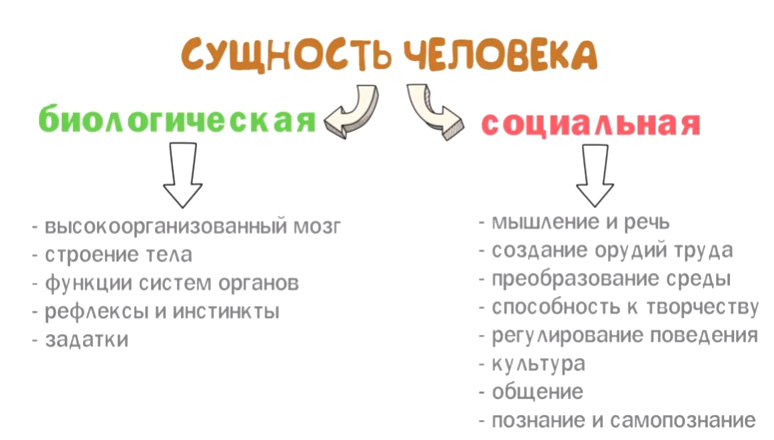 СУЩНОСТЬ ЧЕЛОВЕКА
биологическая
социальная
- высокоорганизованный мозг
- строение тела
- функции систем органов
- рефлексы и инстинкты
- задатки
- мышление и речь
- создание орудий труда
- преобразование среды
- способность к творчеству
- регулирование поведения
- культура
- общение
- познание и самопознание